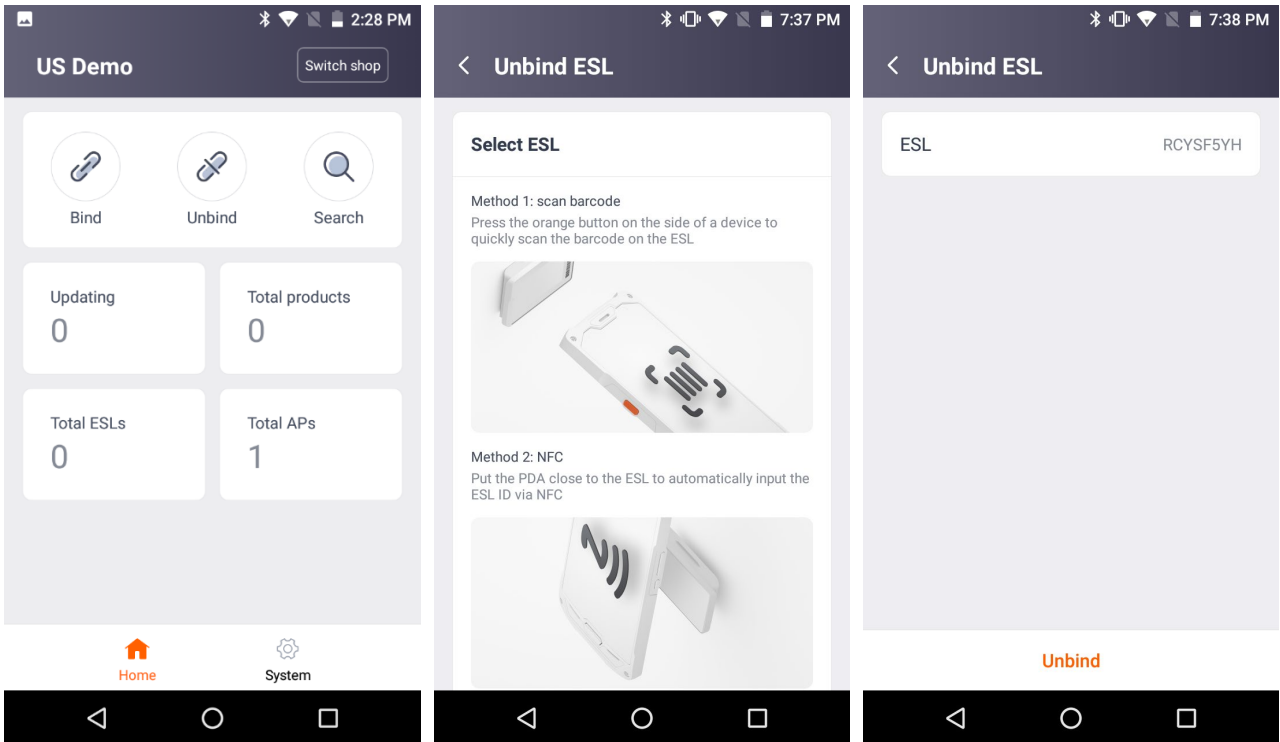 2:28 PM
US Demo
Switch shop
Bind
Unbind
Search
Updating
0
Total products
0
Total ESLs
0
Total APs
1
Home
System
7:37 PM
Unbind ESL
Select ESL
Method 1: scan barcode
Press the orange button on the side of a device to
quickly scan the barcode on the ESL
Method 2: NFC
Put the PDA close to the ESL to automatically input the
ESL ID via NFC
7:38 PM
Unbind ESL
ESL
RCYSF5YH
Unbind